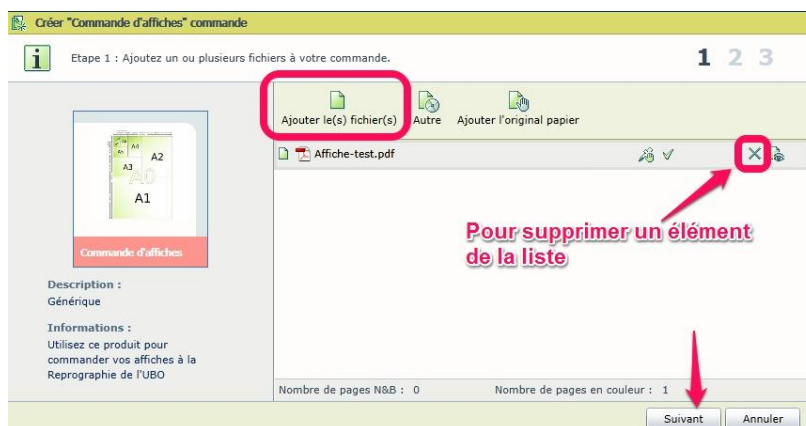 Créer "Commande d'affiches" commande
i
Etape 1 : Ajoutez un ou plusieurs fichiers à votre commande.
1 2 3
Ajouter le(s) fichier(s) Autre Ajouter l'original papier
Affiche-test.pdf
A4
A2
A3
A0
A1
Commande d'affiches
Pour supprimer un élément
de la liste
Description :
Générique
Informations :
Utilisez ce produit pour
commander vos affiches à la
Reprographie de l'UBO
Nombre de pages N&B : 0 Nombre de pages en couleur : 1
Suivant Annuler